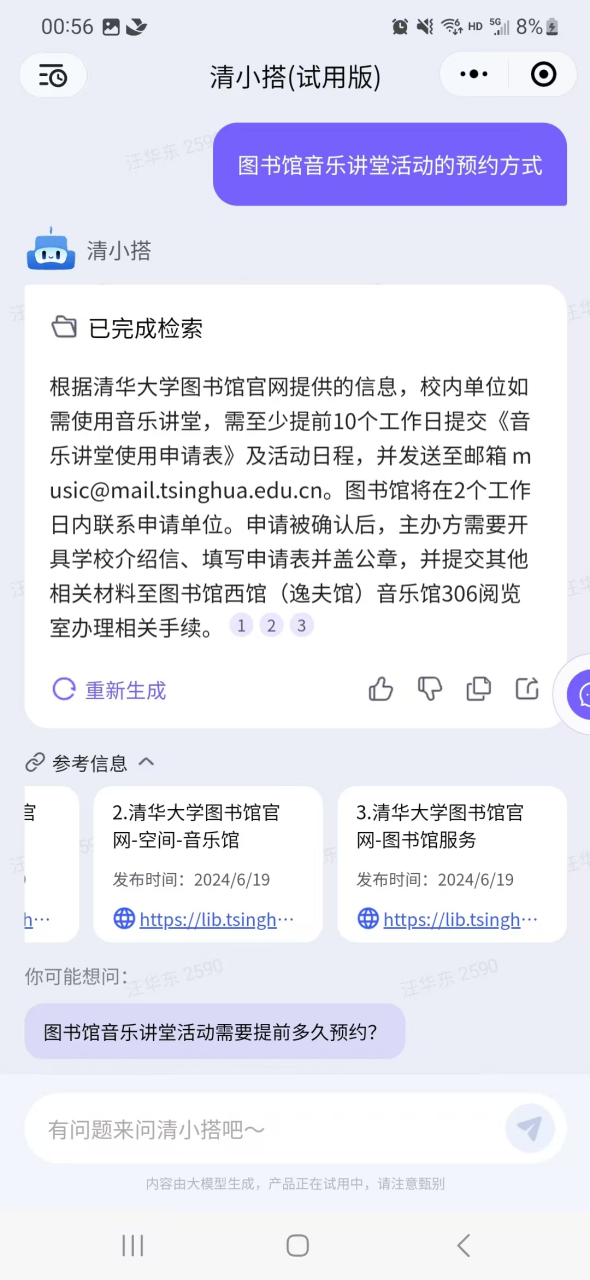 00:56 HD 5G 8%
清小搭(试用版)
汪华东 2590
图书馆音乐讲堂活动的预约方式
清小搭
已完成检索
根据清华大学图书馆官网提供的信息，校内单位如
需使用音乐讲堂，需至少提前10个工作日提交《音
乐讲堂使用申请表》及活动日程，并发送至邮箱 m
usic@mail.tsinghua.edu.cn。图书馆将在2个工作
日内联系申请单位。申请被确认后，主办方需要开
具学校介绍信、填写申请表并盖公章，并提交其他
相关材料至图书馆西馆（逸夫馆）音乐馆306阅览
室办理相关手续。 1 2 3
重新生成
参考信息
官
h…
2.清华大学图书馆官
网-空间-音乐馆
发布时间：2024/6/19
https://lib.tsingh…
3.清华大学图书馆官
网-图书馆服务
发布时间：2024/6/19
https://lib.tsingh…
你可能想问：
汪华东 2590
汪华东 2590
图书馆音乐讲堂活动需要提前多久预约？
有问题来问清小搭吧～
内容由大模型生成，产品正在试用中，请注意甄别